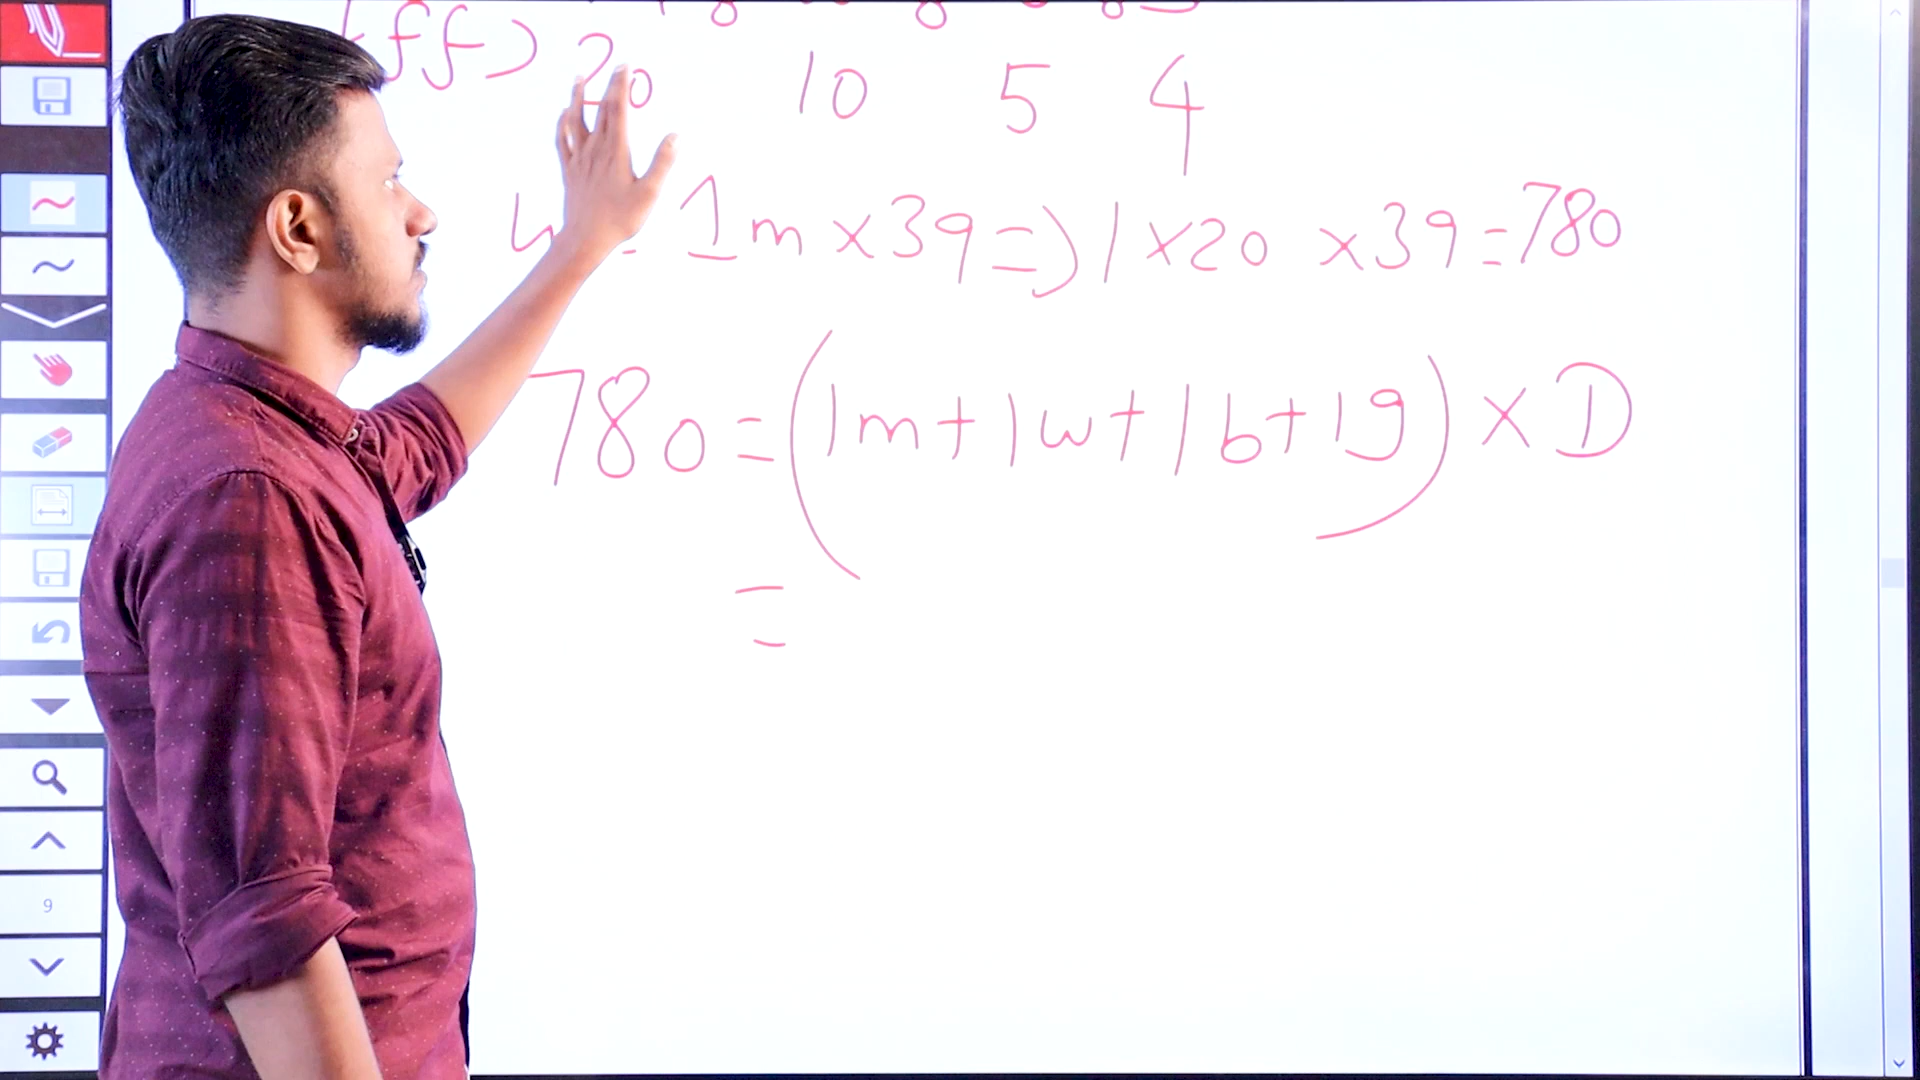 ff) 20 10 5 4
= 1m × 39 => 1 × 20 × 39 = 780
780 = (1m + 1w + 1b + 1g) × D
=
9